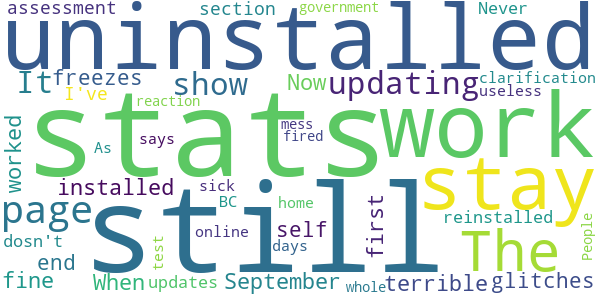 assessment section government Never
uninstalled
It freezes show Now updating clarification
I've useless
reaction
stats work
worked As says mess
fired
installed sick stay
page BC home
self first reinstalled
dosn't still online The People
days
end test
fine When updates September whole terrible glitches